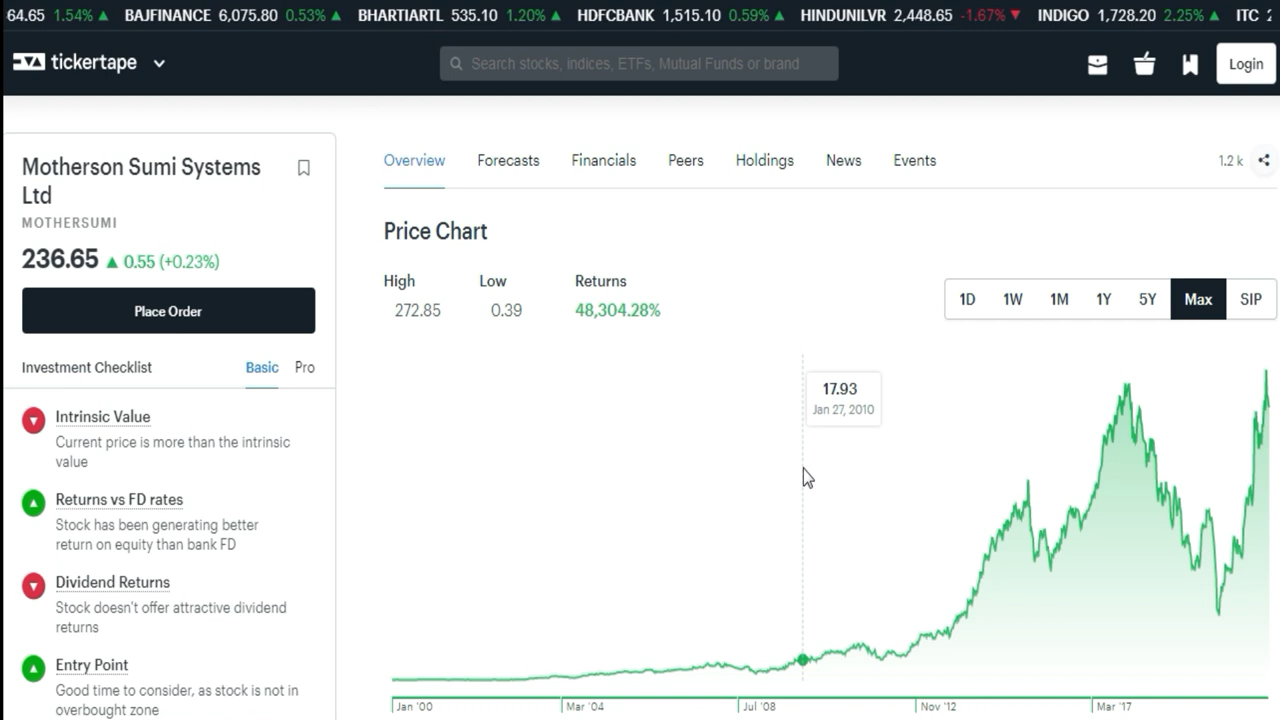 64.65 1.54% ▲ BAJFINANCE 6,075.80 0.53% ▲ BHARTIARTL 535.10 1.20% ▲ HDFCBANK 1,515.10 0.59% ▲ HINDUNILVR 2,448.65 -1.67% ▼ INDIGO 1,728.20 2.25% ▲ ITC
tickertape
Search stocks, indices, ETFs, Mutual Funds or brand
Login
Motherson Sumi Systems
Ltd
MOTHERSUMI
236.65 ▲ 0.55 (+0.23%)
Place Order
Investment Checklist Basic Pro
Intrinsic Value
Current price is more than the intrinsic
value
Returns vs FD rates
Stock has been generating better
return on equity than bank FD
Dividend Returns
Stock doesn't offer attractive dividend
returns
Entry Point
Good time to consider, as stock is not in
overbought zone
Overview Forecasts Financials Peers Holdings News Events 1.2 k
Price Chart
High Low Returns
272.85 0.39 48,304.28%
1D 1W 1M 1Y 5Y Max SIP
17.93
Jan 27, 2010
Jan '00 Mar '04 Jul '08 Nov '12 Mar '17